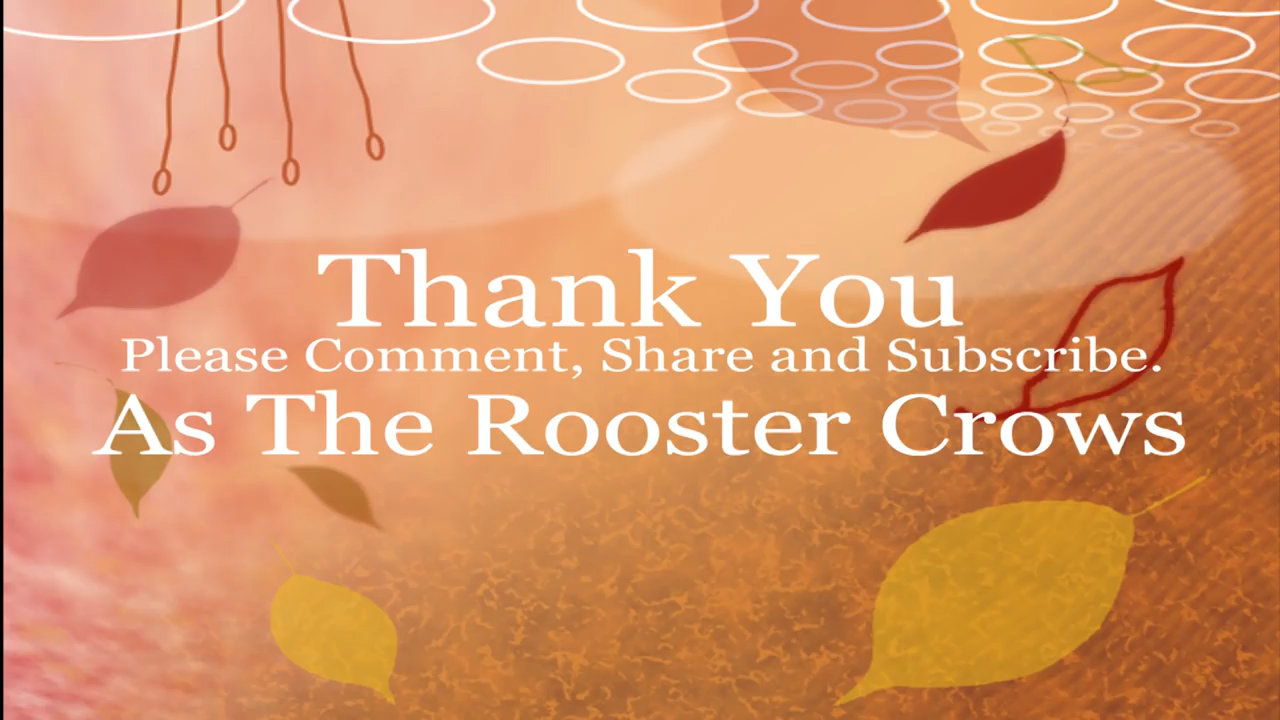 Thank You
Please Comment, Share and Subscribe.
As The Rooster Crows